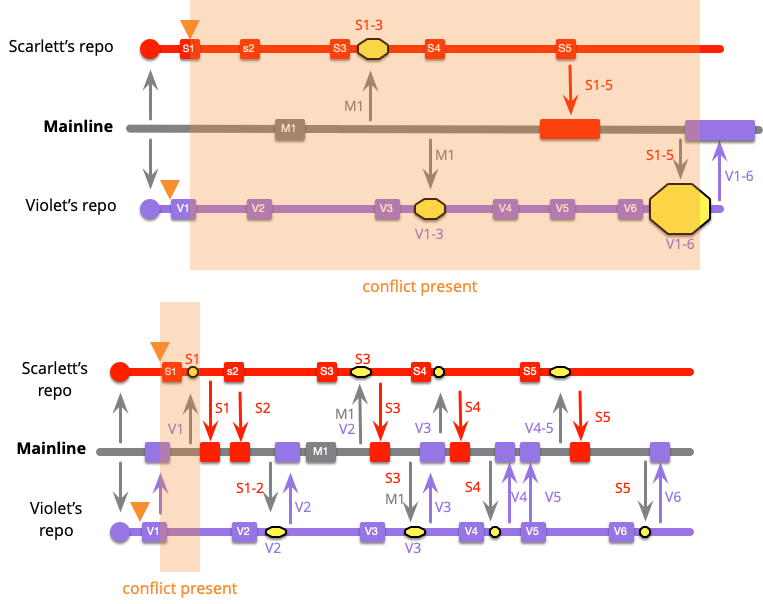 S1-3
Scarlett's repo
S1
s2
S3
S4
S5
M1
S1-5
Mainline
M1
M1
S1-5
V1-6
Violet's repo
V1
V2
V3
V4
V5
V6
V1-3
V1-6
conflict present
Scarlett's
repo
S1
S3
S1
s2
S3
S4
S5
V1
S1
S2
M1
V2
S3
V3
S4
V4-5
S5
Mainline
M1
S1-2
V2
S3
M1
V3
S4
V4
V5
S5
V6
Violet's
repo
V1
V2
V3
V4
V5
V6
V2
V3
conflict present